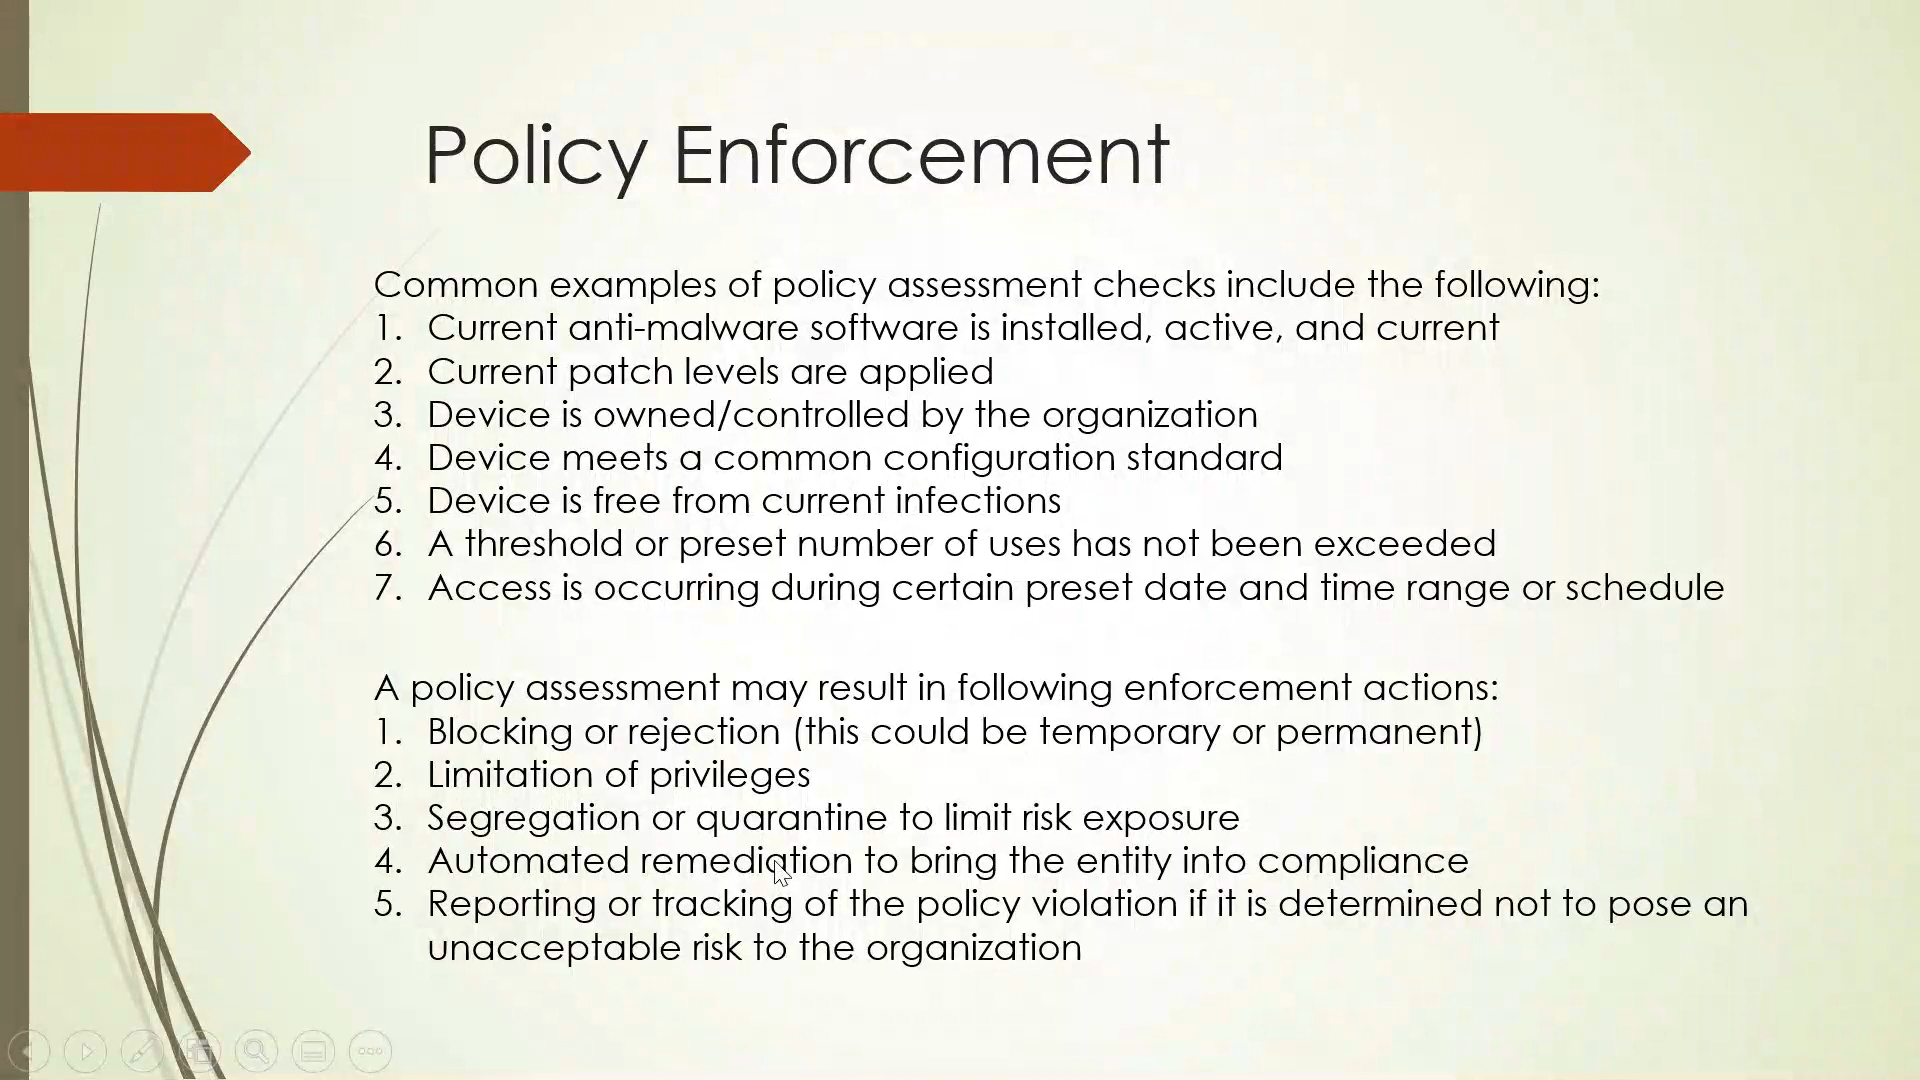 Policy Enforcement
Common examples of policy assessment checks include the following:
1. Current anti-malware software is installed, active, and current
2. Current patch levels are applied
3. Device is owned/controlled by the organization
4. Device meets a common configuration standard
5. Device is free from current infections
6. A threshold or preset number of uses has not been exceeded
7. Access is occurring during certain preset date and time range or schedule
A policy assessment may result in following enforcement actions:
1. Blocking or rejection (this could be temporary or permanent)
2. Limitation of privileges
3. Segregation or quarantine to limit risk exposure
4. Automated remediation to bring the entity into compliance
5. Reporting or tracking of the policy violation if it is determined not to pose an
unacceptable risk to the organization